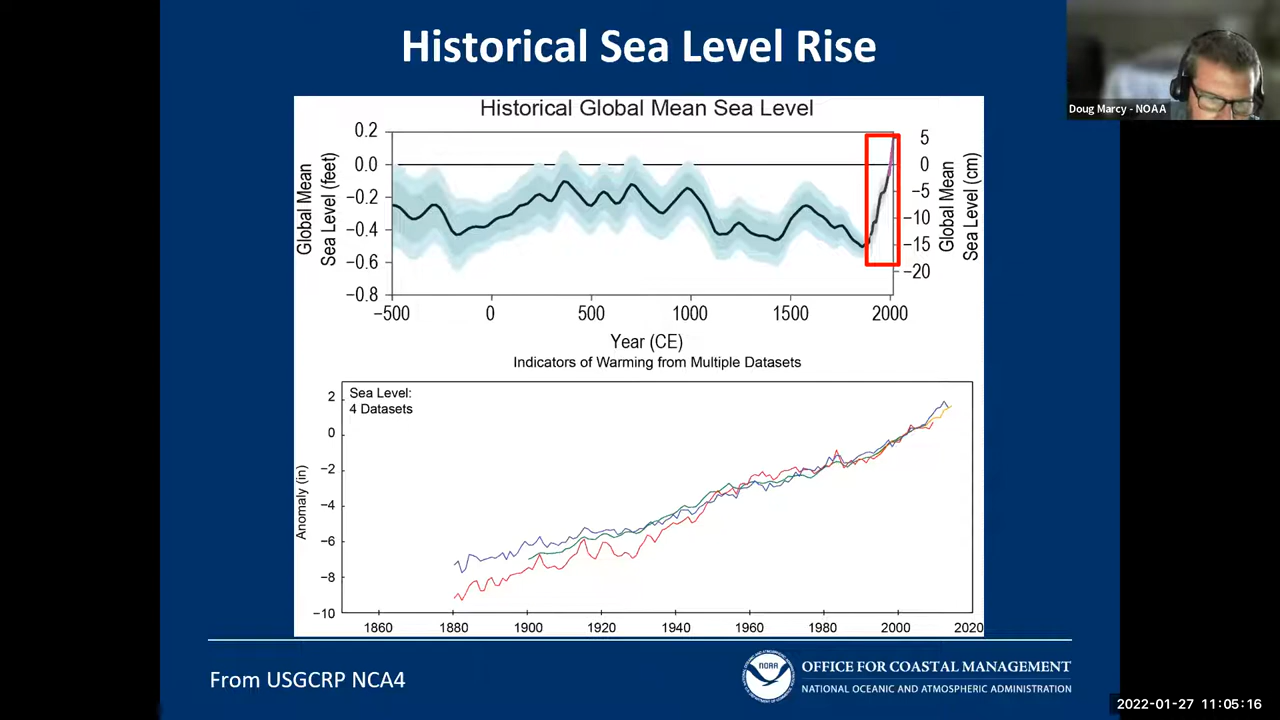 Historical Sea Level Rise
Doug Marcy - NOAA
Historical Global Mean Sea Level
Global Mean
Sea Level (feet)
0.2
0.0
−0.2
−0.4
−0.6
−0.8
5
0
−5
−10
−15
−20
Global Mean
Sea Level (cm)
−500 0 500 1000 1500 2000
Year (CE)
Indicators of Warming from Multiple Datasets
Sea Level:
4 Datasets
Anomaly (in)
2
0
−2
−4
−6
−8
−10
1860 1880 1900 1920 1940 1960 1980 2000 2020
From USGCRP NCA4
NOAA
OFFICE FOR COASTAL MANAGEMENT
NATIONAL OCEANIC AND ATMOSPHERIC ADMINISTRATION
2022-01-27 11:05:16